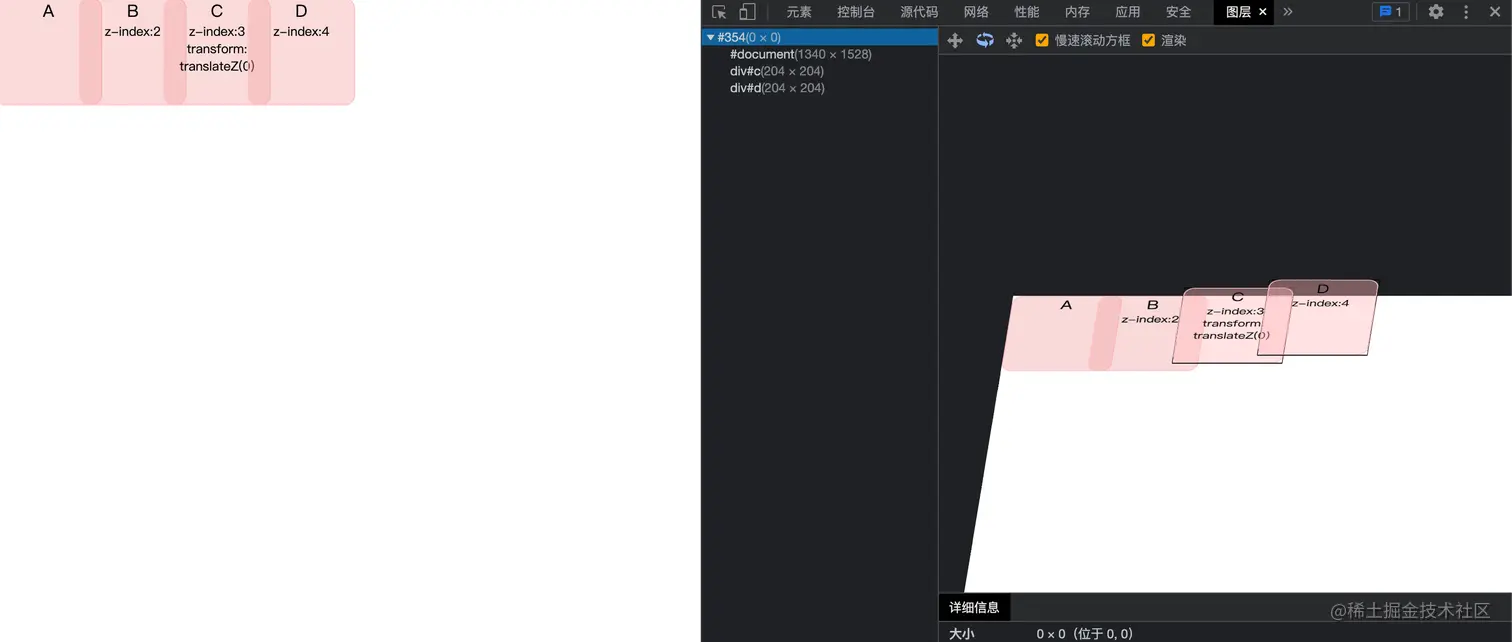 A
B
z-index:2
C
z-index:3
transform:
translateZ(0)
D
z-index:4
元素 控制台 源代码 网络 性能 内存 应用 安全 图层 × » 1
#354(0 × 0)
#document(1340 × 1528)
div#c(204 × 204)
div#d(204 × 204)
慢速滚动方框 渲染
A
B
z-index:2
C
z-index:3
transform:
translateZ(0)
D
z-index:4
详细信息
大小 0 × 0（位于 0, 0）
@稀土掘金技术社区